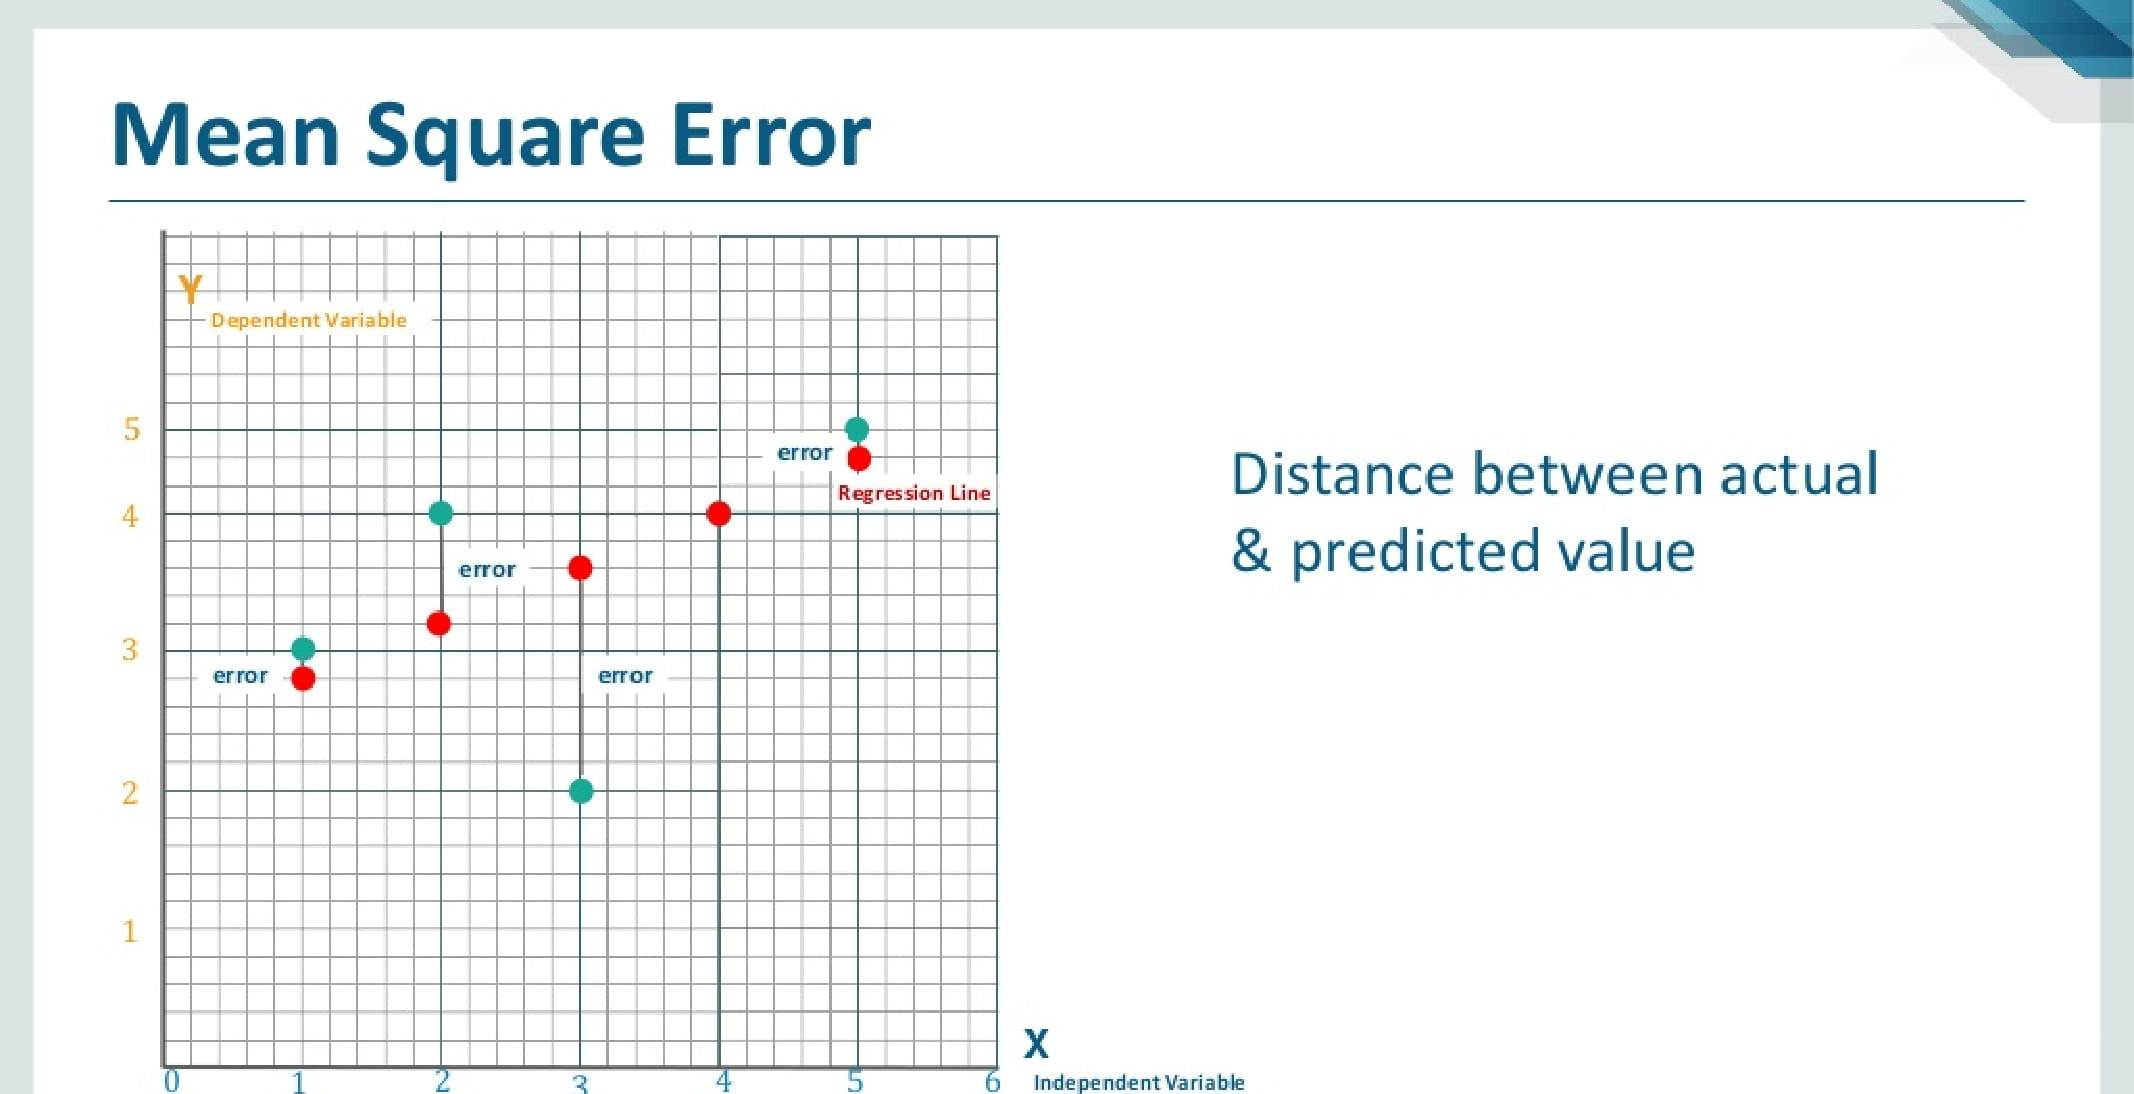 Mean Square Error
Y
Dependent Variable
5
error
Regression Line
4
error
3
error
error
2
1
Distance between actual
& predicted value
X
0 1 2 3 4 5 6 Independent Variable